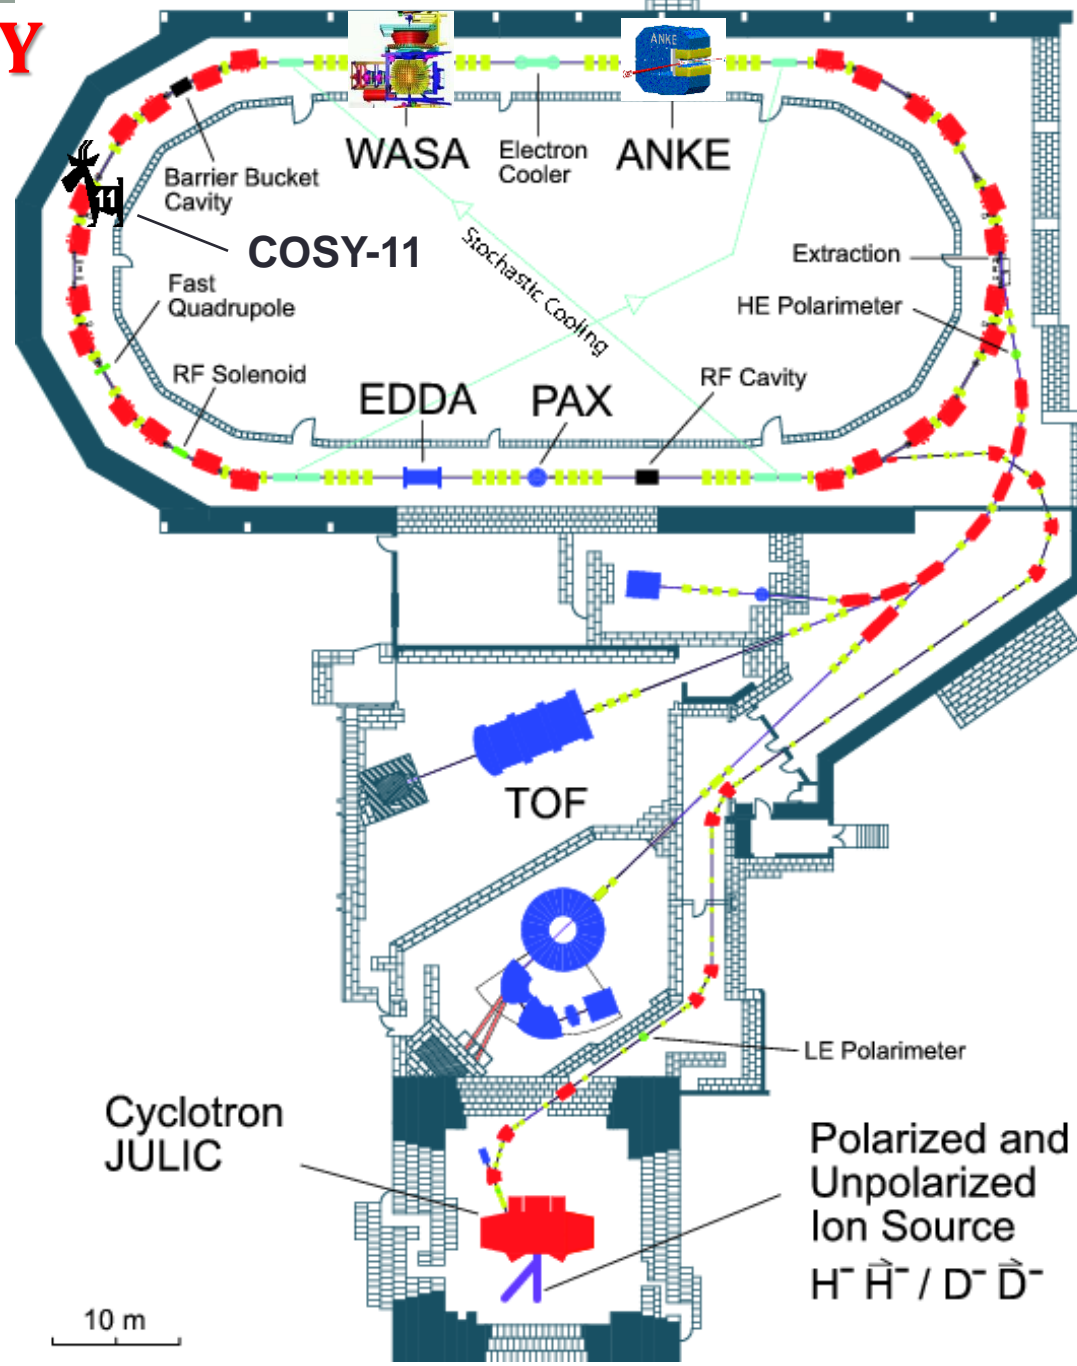 Y
ANKE
WASA
Electron
Cooler
ANKE
Barrier Bucket
Cavity
11
COSY-11
Stochastic Cooling
Extraction
Fast
Quadrupole
HE Polarimeter
RF Solenoid
EDDA
PAX
RF Cavity
TOF
LE Polarimeter
Cyclotron
JULIC
Polarized and
Unpolarized
Ion Source
H⁻ H⃗⁻ / D⁻ D⃗⁻
10 m